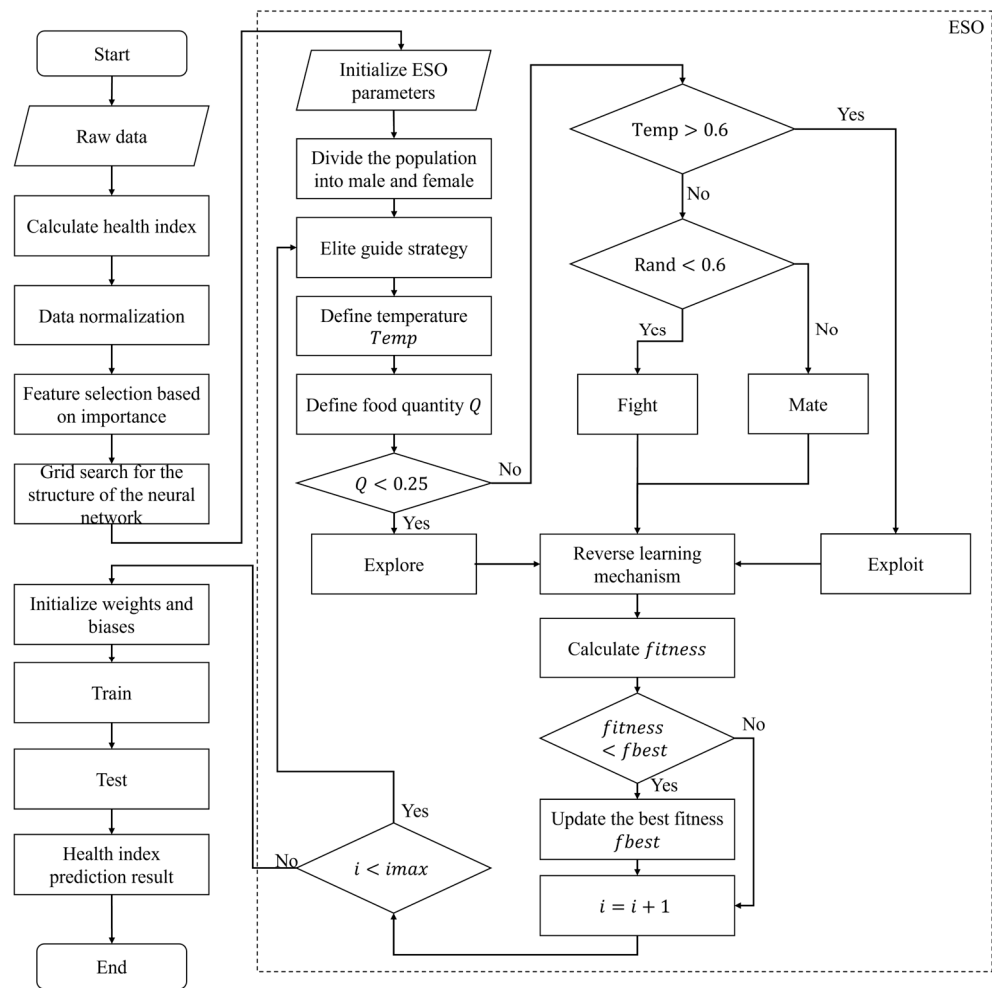 Start
Raw data
Calculate health index
Data normalization
Feature selection based
on importance
Grid search for the
structure of the neural
network
Initialize weights and
biases
Train
Test
Health index
prediction result
End
ESO
Initialize ESO
parameters
Divide the population
into male and female
Elite guide strategy
Define temperature
Temp
Define food quantity Q
Q < 0.25
No
Yes
Explore
Temp > 0.6
Yes
No
Rand < 0.6
Yes
No
Fight
Mate
Reverse learning
mechanism
Exploit
Calculate fitness
fitness
< fbest
No
Yes
Update the best fitness
fbest
i = i + 1
i < imax
Yes
No